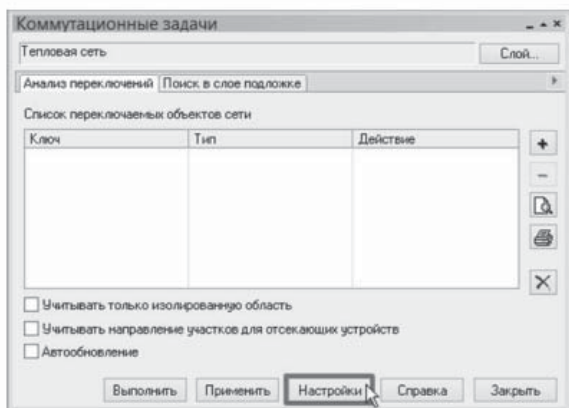 Коммутационные задачи
Тепловая сеть
Слой...
Анализ переключений
Поиск в слое подложке
Список переключаемых объектов сети
Ключ Тип Действие
Учитывать только изолированную область
Учитывать направление участков для отсекающих устройств
Автообновление
Выполнить Применить Настройки Справка Закрыть